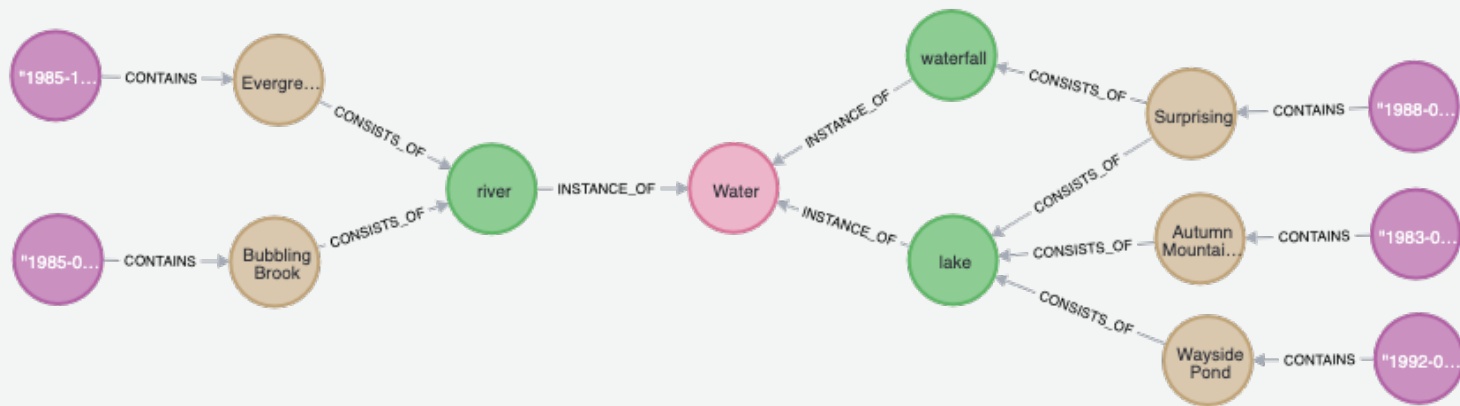 "1985-1...
CONTAINS
Evergre...
CONSISTS_OF
"1985-0...
CONTAINS
Bubbling
Brook
CONSISTS_OF
river
INSTANCE_OF
Water
waterfall
INSTANCE_OF
CONSISTS_OF
Surprising
CONTAINS
"1988-0...
CONSISTS_OF
lake
INSTANCE_OF
CONSISTS_OF
Autumn
Mountai...
CONTAINS
"1983-0...
CONSISTS_OF
Wayside
Pond
CONTAINS
"1992-0...